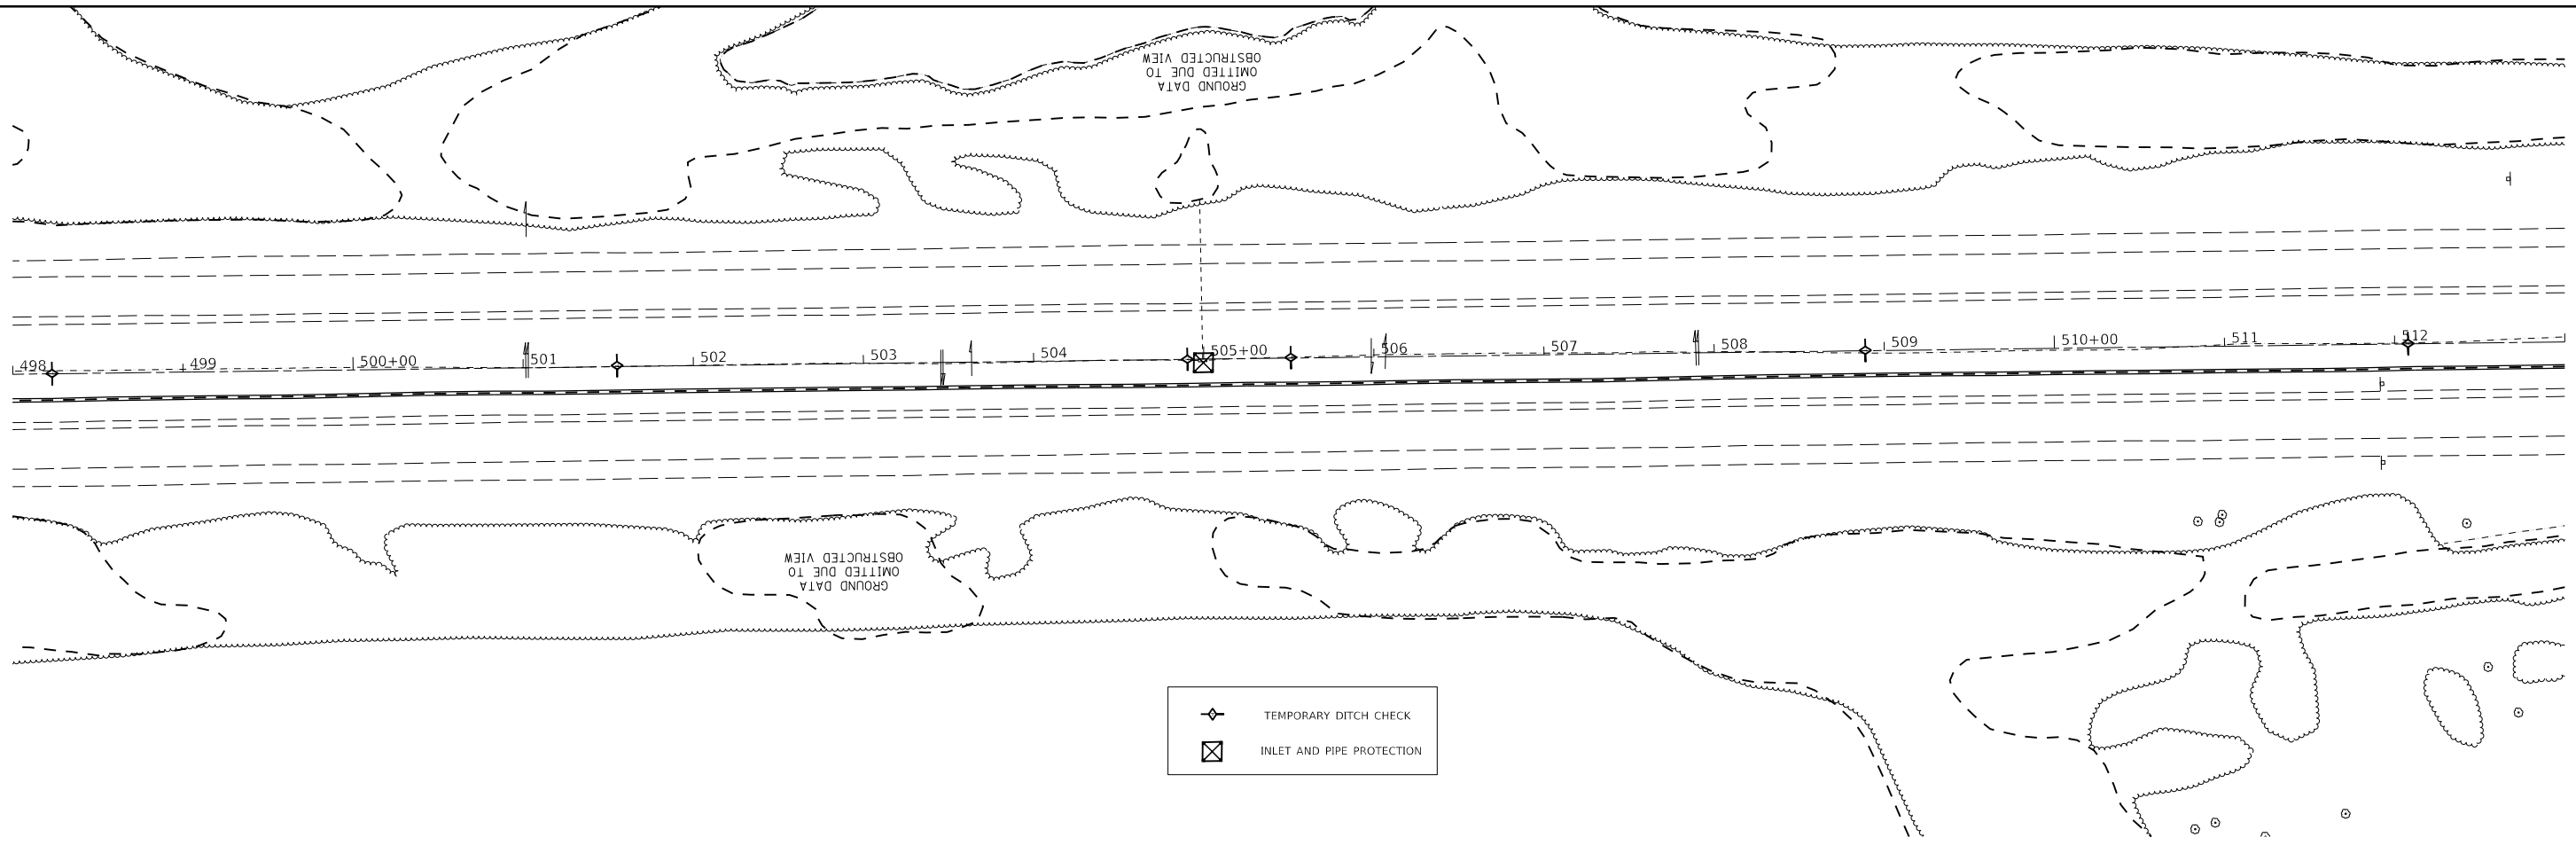 GROUND DATA
OMITTED DUE TO
OBSTRUCTED VIEW
498
499
500+00
501
502
503
504
505+00
506
507
508
509
510+00
511
512
GROUND DATA
OMITTED DUE TO
OBSTRUCTED VIEW
TEMPORARY DITCH CHECK
INLET AND PIPE PROTECTION